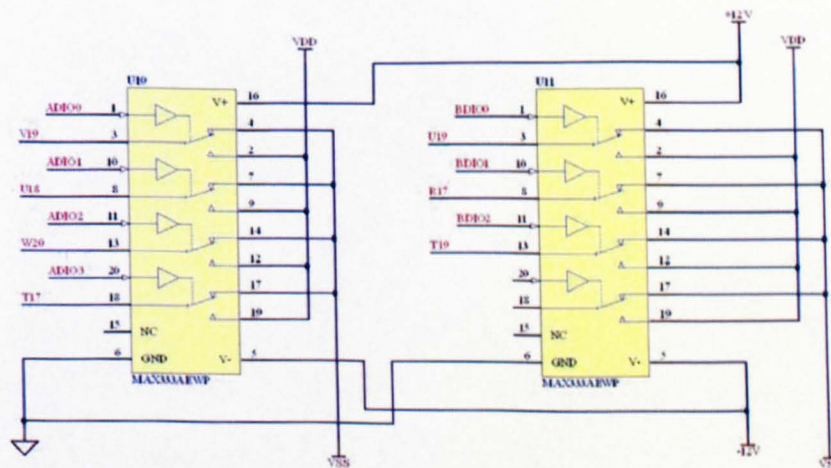 +12V
VDD
VDD
U10
U11
ADIO0 1 V+ 16
BDIO0 1 V+ 16
V19 3 4
U19 3 4
2
2
ADIO1 10 7
BDIO1 10 7
U18 8 9
R17 8 9
ADIO2 11 14
BDIO2 11 14
W20 13 12
T19 13 12
ADIO3 20 17
20 17
T17 18 19
18 19
15 NC
15 NC
6 GND V- 5
6 GND V- 5
MAX333AEWP
MAX333AEWP
VSS
-12V